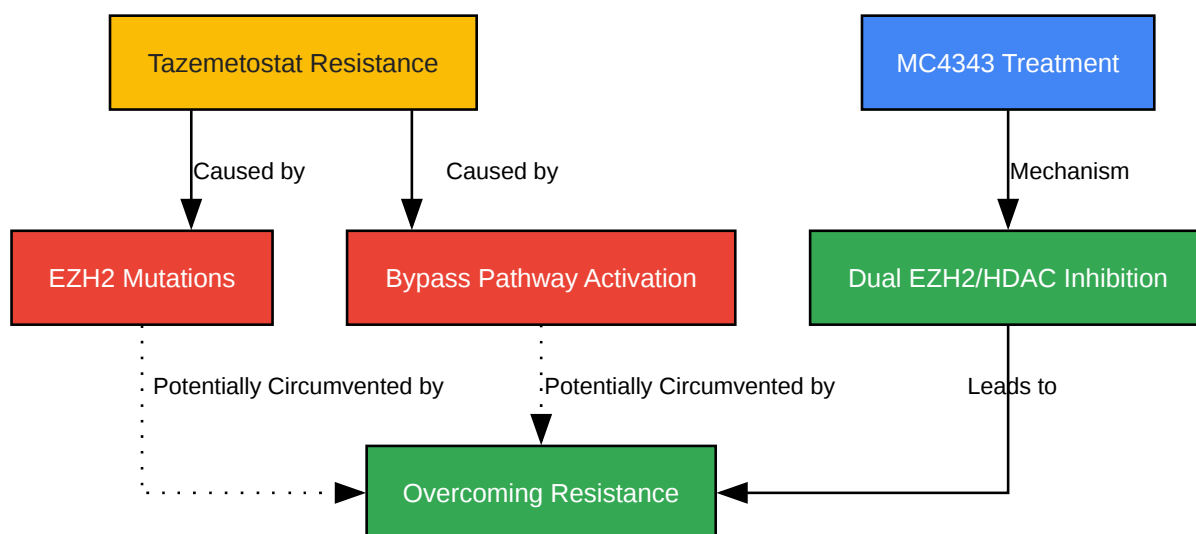 Tazemetostat Resistance
MC4343 Treatment
Caused by
Caused by
Mechanism
EZH2 Mutations
Bypass Pathway Activation
Dual EZH2/HDAC Inhibition
Potentially Circumvented by
Potentially Circumvented by
Leads to
Overcoming Resistance